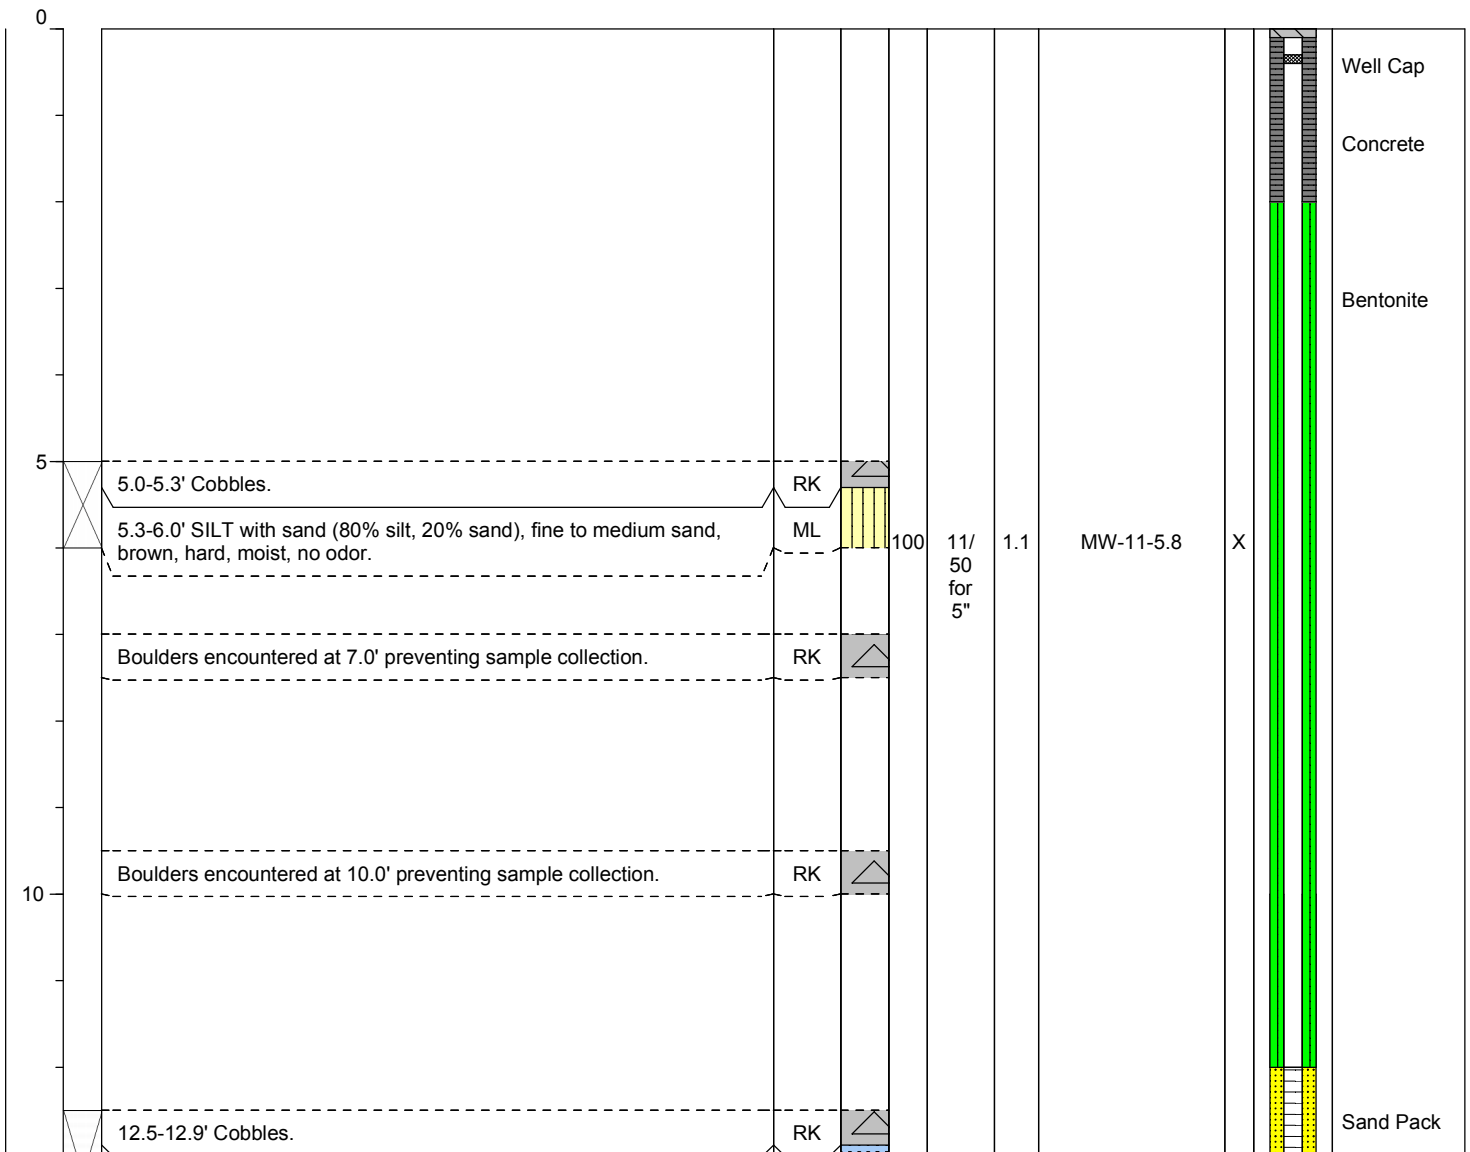 0
Well Cap
Concrete
Bentonite
5
5.0-5.3' Cobbles.
RK
5.3-6.0' SILT with sand (80% silt, 20% sand), fine to medium sand,
brown, hard, moist, no odor.
ML
100
11/
50
for
5"
1.1
MW-11-5.8
X
Boulders encountered at 7.0' preventing sample collection.
RK
Boulders encountered at 10.0' preventing sample collection.
RK
10
12.5-12.9' Cobbles.
RK
Sand Pack